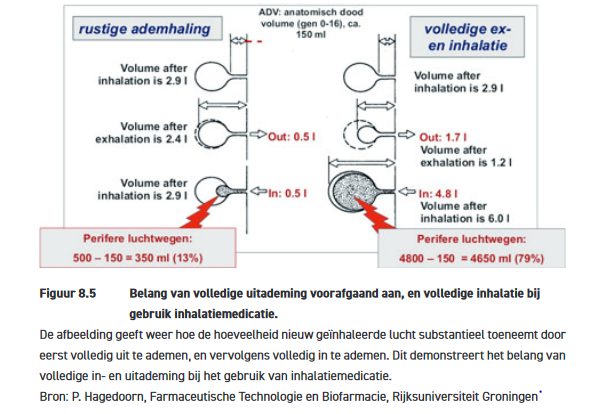 rustige ademhaling
ADV: anatomisch dood
volume (gen 0-16), ca.
150 ml
volledige ex-
en inhalatie
Volume after
inhalation is 2.9 l
Volume after
inhalation is 2.9 l
Volume after
exhalation is 2.4 l
Out: 0.5 l
Out: 1.7 l
Volume after
exhalation is 1.2 l
Volume after
inhalation is 2.9 l
In: 0.5 l
In: 4.8 l
Volume after
inhalation is 6.0 l
Perifere luchtwegen:
500 – 150 = 350 ml (13%)
Perifere luchtwegen:
4800 – 150 = 4650 ml (79%)
Figuur 8.5 Belang van volledige uitademing voorafgaand aan, en volledige inhalatie bij
gebruik inhalatiemedicatie.
De afbeelding geeft weer hoe de hoeveelheid nieuw geïnhaleerde lucht substantieel toeneemt door
eerst volledig uit te ademen, en vervolgens volledig in te ademen. Dit demonstreert het belang van
volledige in- en uitademing bij het gebruik van inhalatiemedicatie.
Bron: P. Hagedoorn, Farmaceutische Technologie en Biofarmacie, Rijksuniversiteit Groningen*